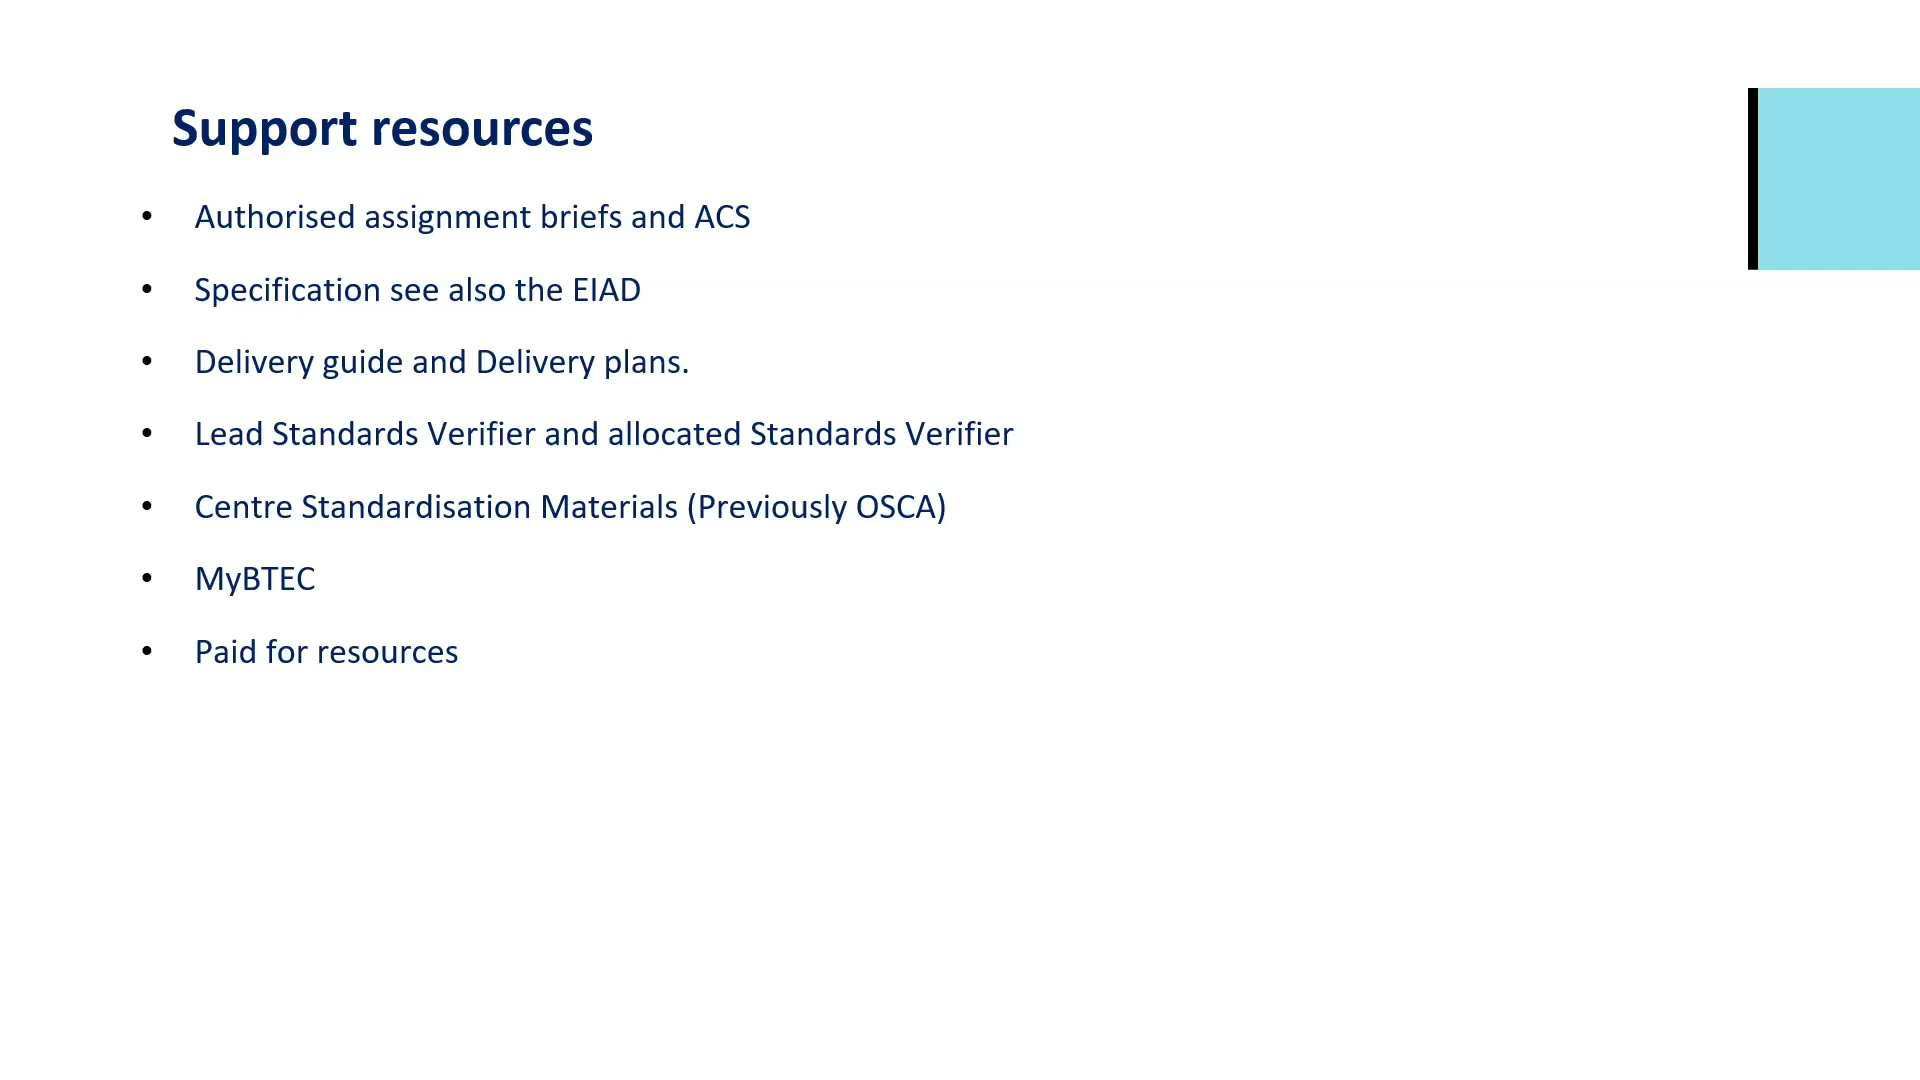 Support resources
• Authorised assignment briefs and ACS
• Specification see also the EIAD
• Delivery guide and Delivery plans.
• Lead Standards Verifier and allocated Standards Verifier
• Centre Standardisation Materials (Previously OSCA)
• MyBTEC
• Paid for resources